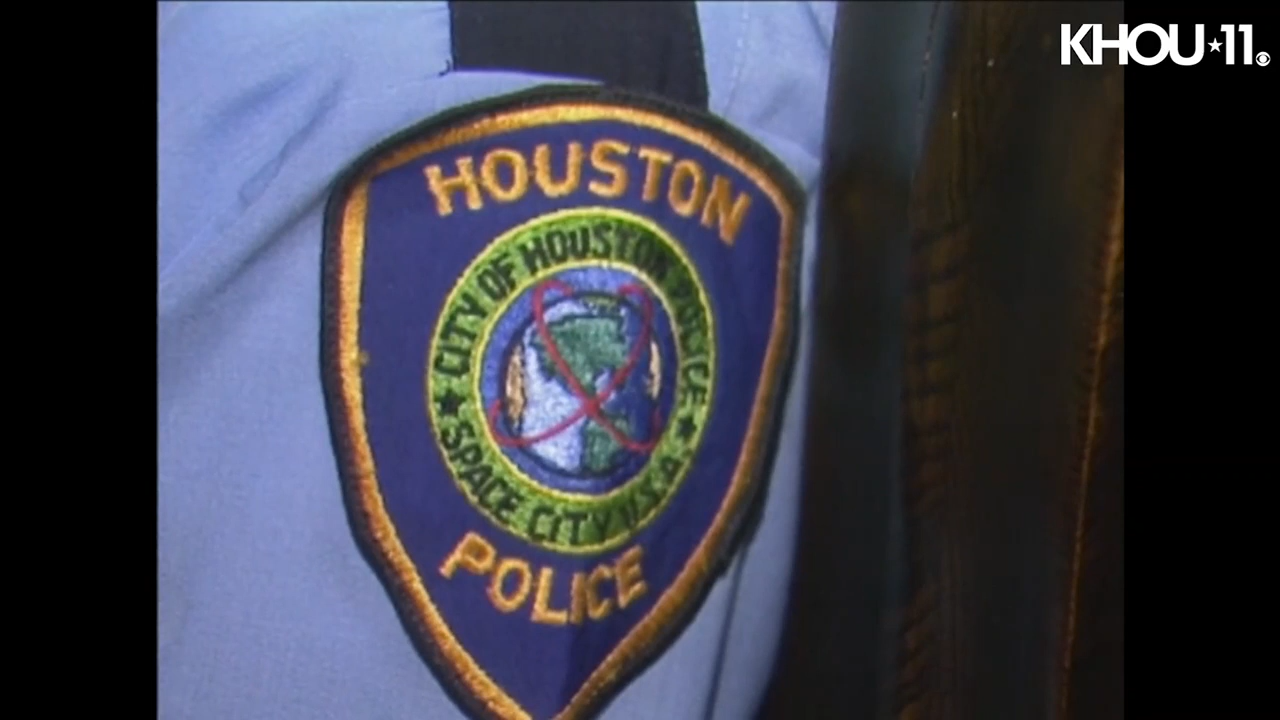 KHOU★11
HOUSTON
★ CITY OF HOUSTON POLICE ★
SPACE CITY U.S.A.
POLICE